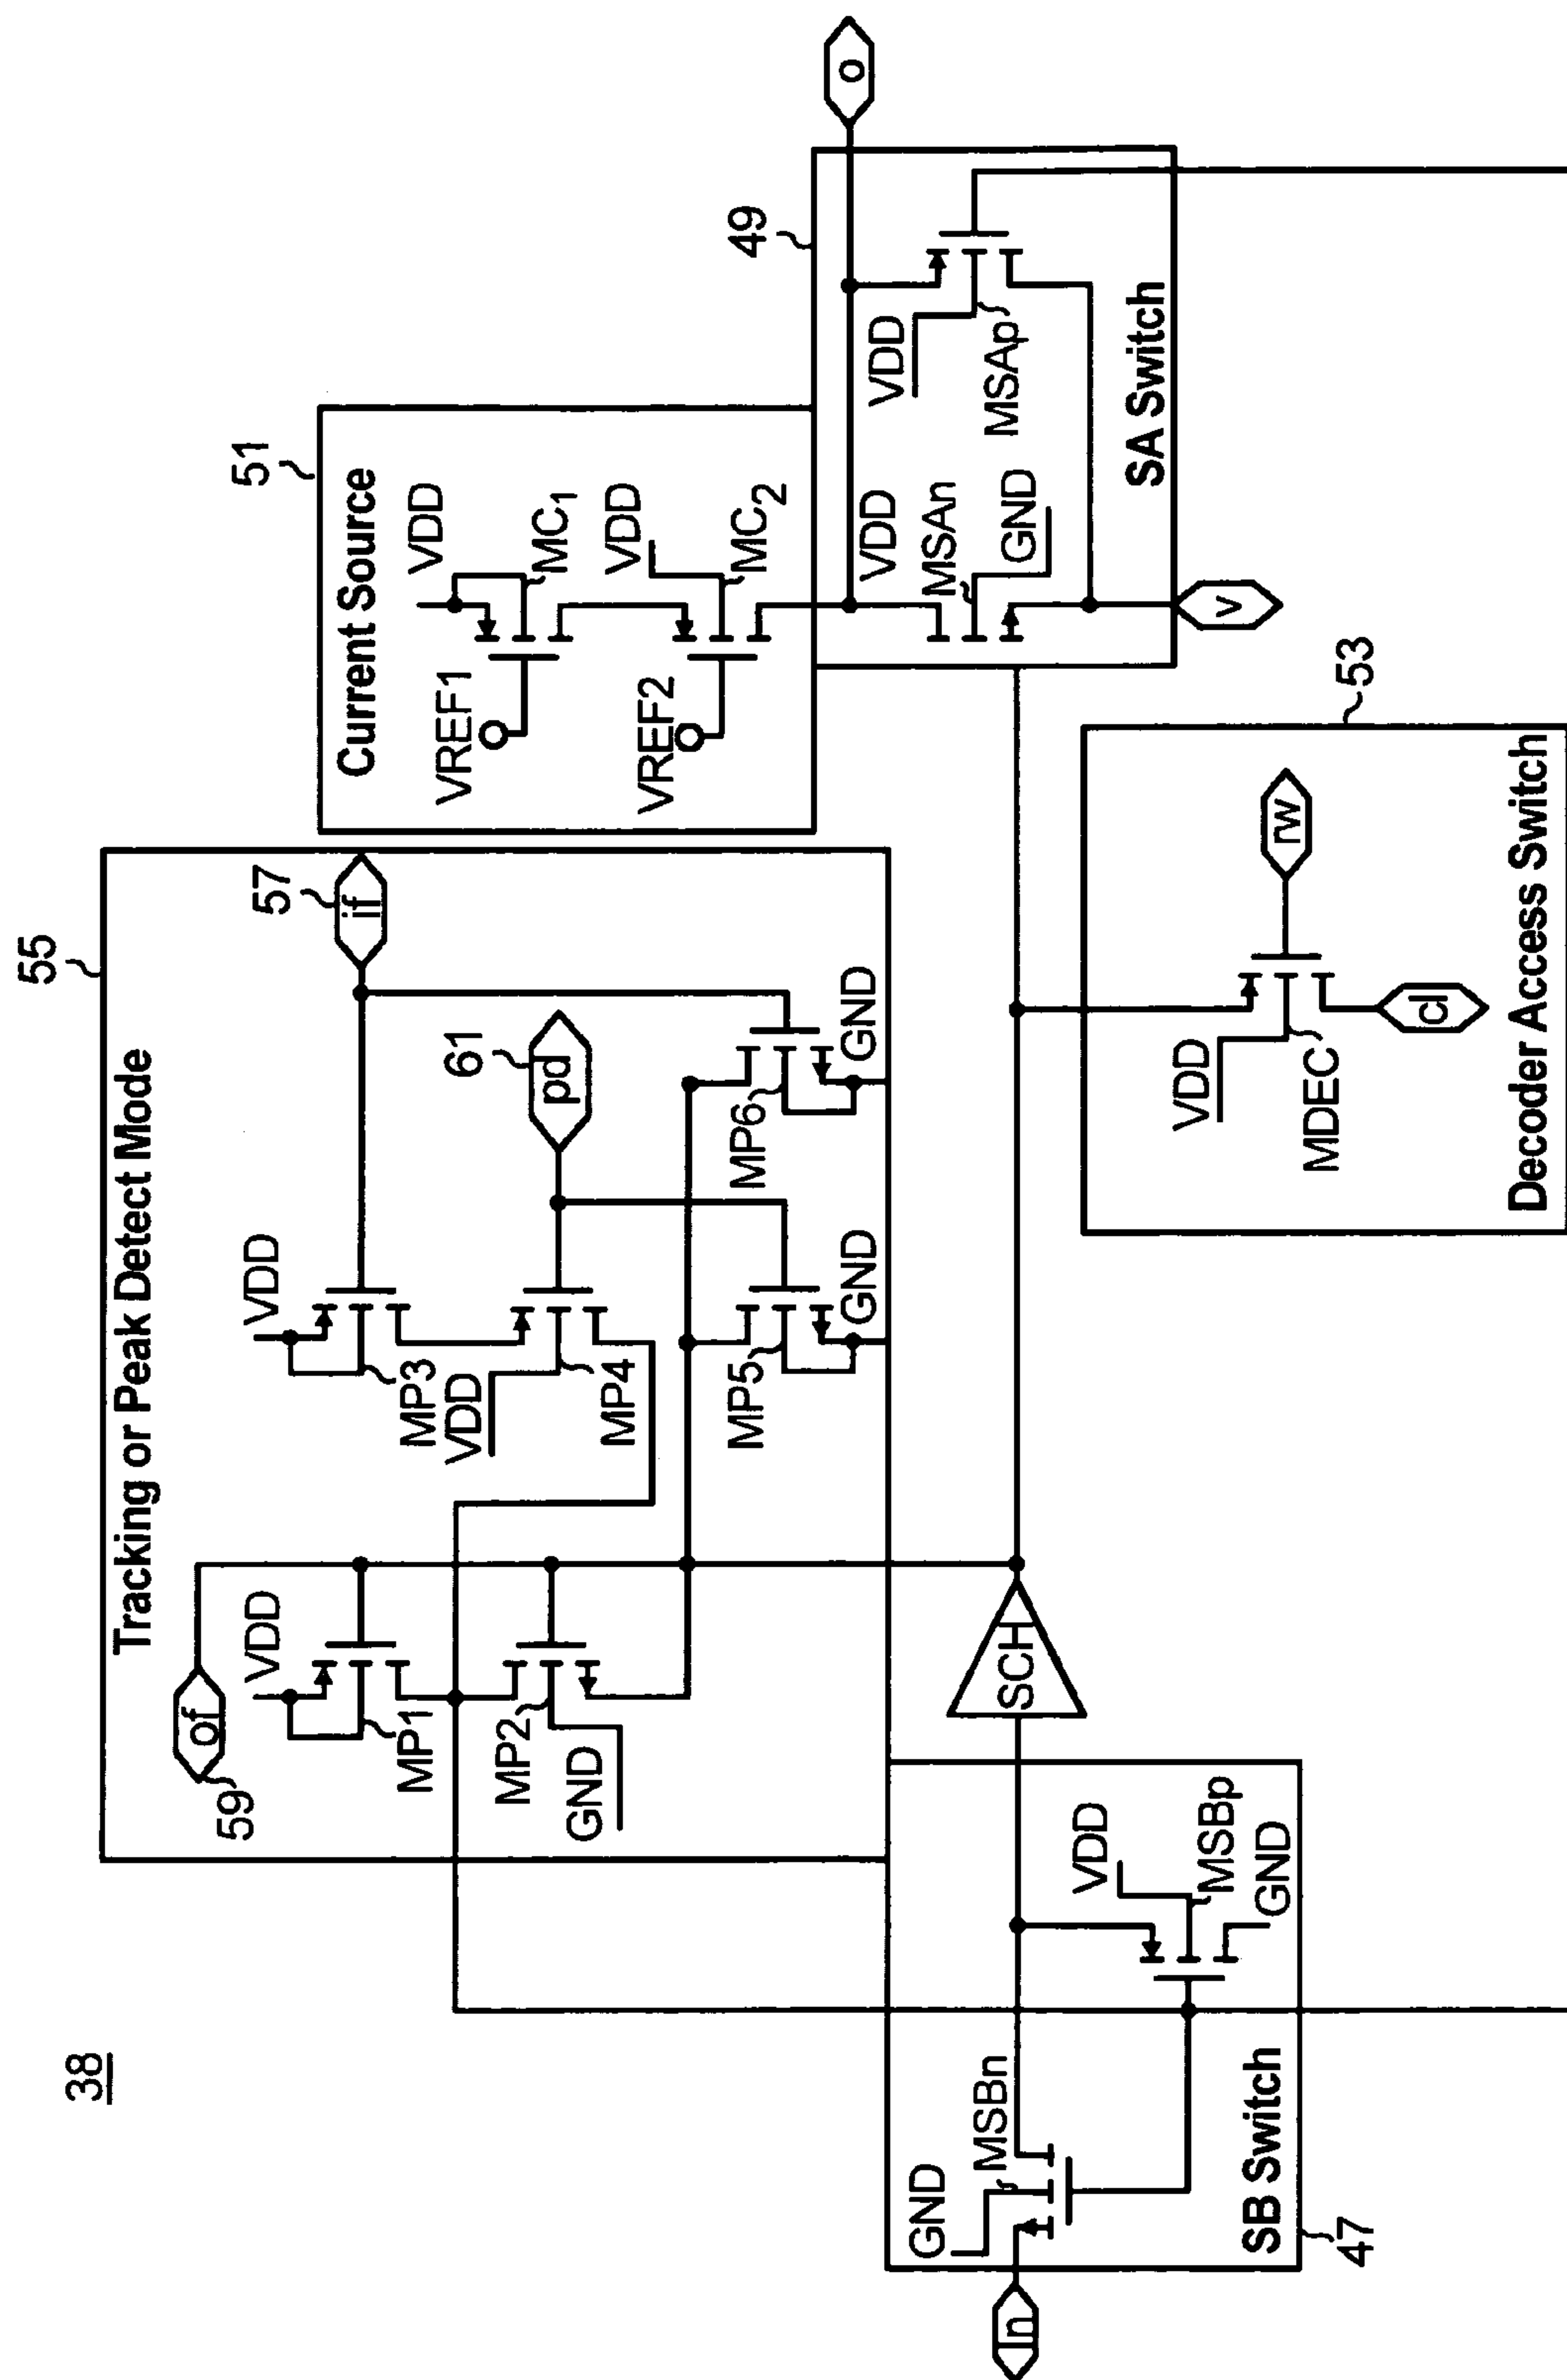 38
55
Tracking or Peak Detect Mode
of
59
VDD
MP1
MP2
GND
VDD
MP3
VDD
MP4
57
if
61
pd
MP5
GND
MP6
GND
51
Current Source
VDD
VREF1
MC1
VDD
VREF2
MC2
49
o
VDD
MSAn
GND
VDD
MSAp
SA Switch
v
SCH
In
GND
MSBn
VDD
MSBp
GND
SB Switch
47
53
VDD
MDEC
rw
cl
Decoder Access Switch